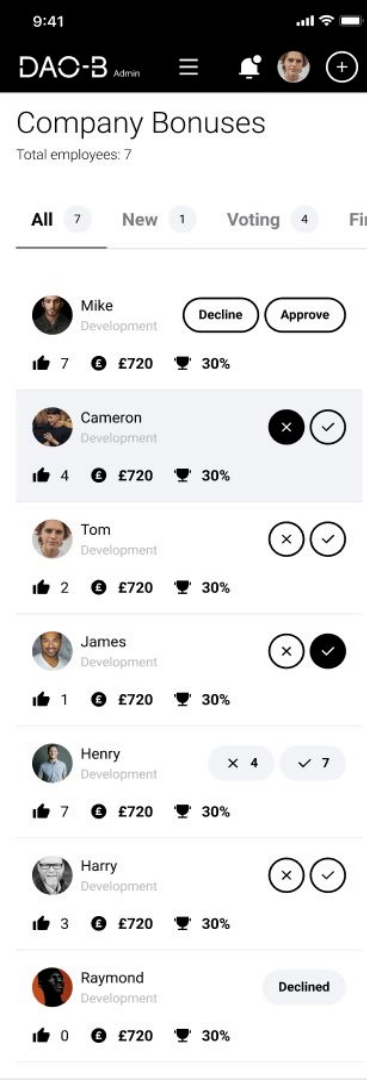 9:41
DAO-B Admin
Company Bonuses
Total employees: 7
All 7 New 1 Voting 4 Fi
Mike
Development
Decline Approve
7 £720 30%
Cameron
Development
4 £720 30%
Tom
Development
2 £720 30%
James
Development
1 £720 30%
Henry
Development
4 7
7 £720 30%
Harry
Development
3 £720 30%
Raymond
Development
Declined
0 £720 30%